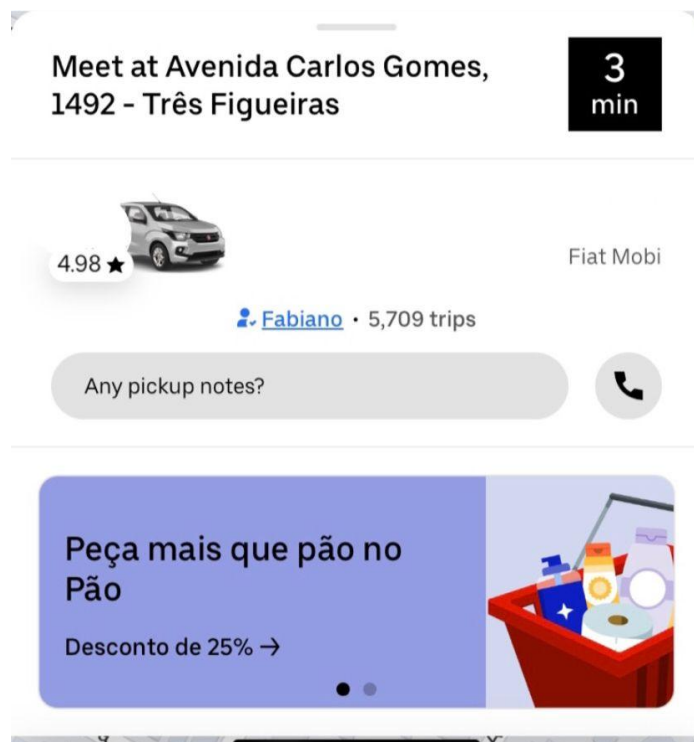 Meet at Avenida Carlos Gomes,
1492 - Três Figueiras
3
min
4.98 ★
Fiat Mobi
Fabiano · 5,709 trips
Any pickup notes?
Peça mais que pão no
Pão
Desconto de 25% →